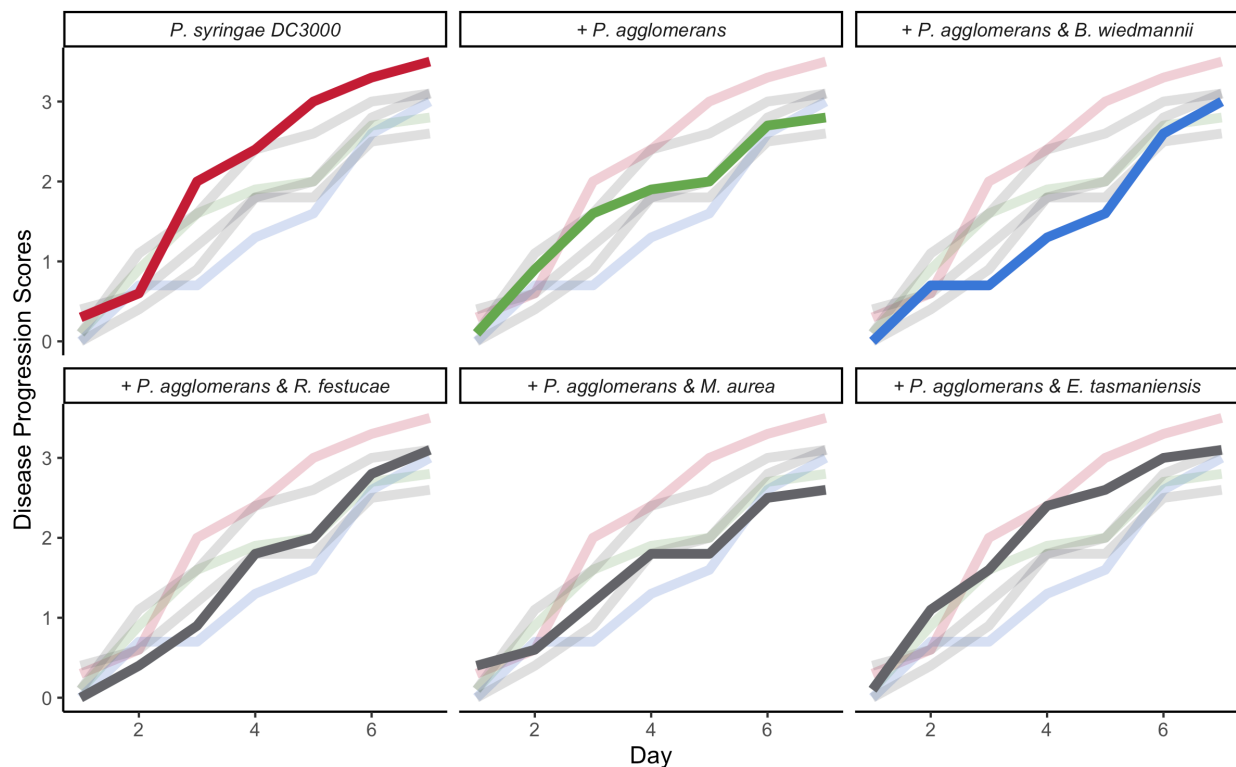 P. syringae DC3000
+ P. agglomerans
+ P. agglomerans & B. wiedmannii
3
2
1
0
+ P. agglomerans & R. festucae
+ P. agglomerans & M. aurea
+ P. agglomerans & E. tasmaniensis
Disease Progression Scores
3
2
1
0
2
4
6
2
4
6
2
4
6
Day